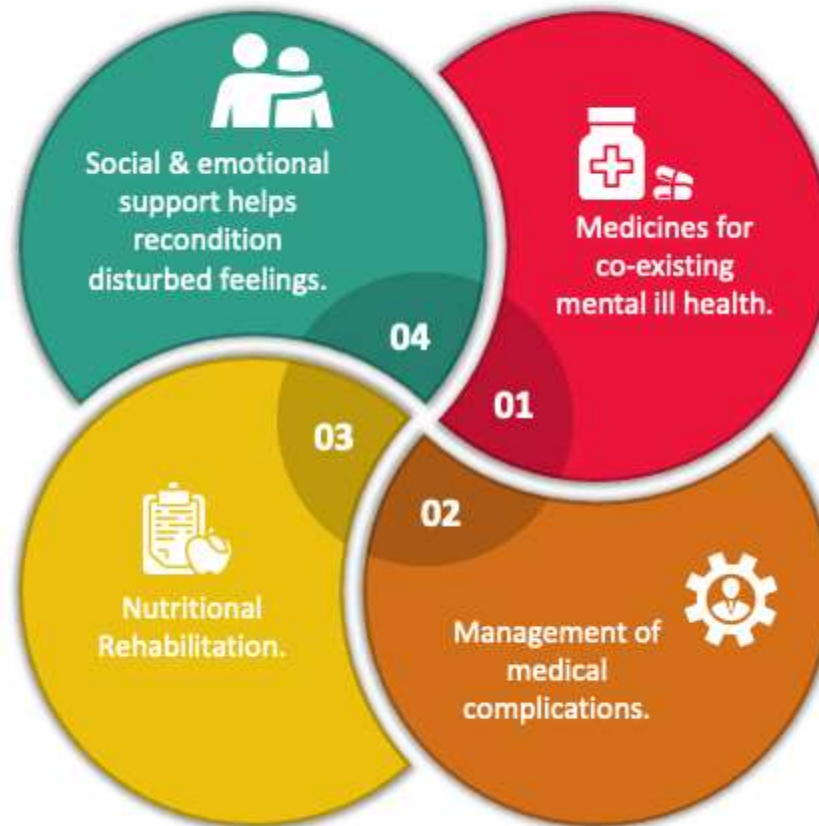 01
Medicines for
co-existing
mental ill health.
02
Management of
medical
complications.
03
Nutritional
Rehabilitation.
04
Social & emotional
support helps
recondition
disturbed feelings.